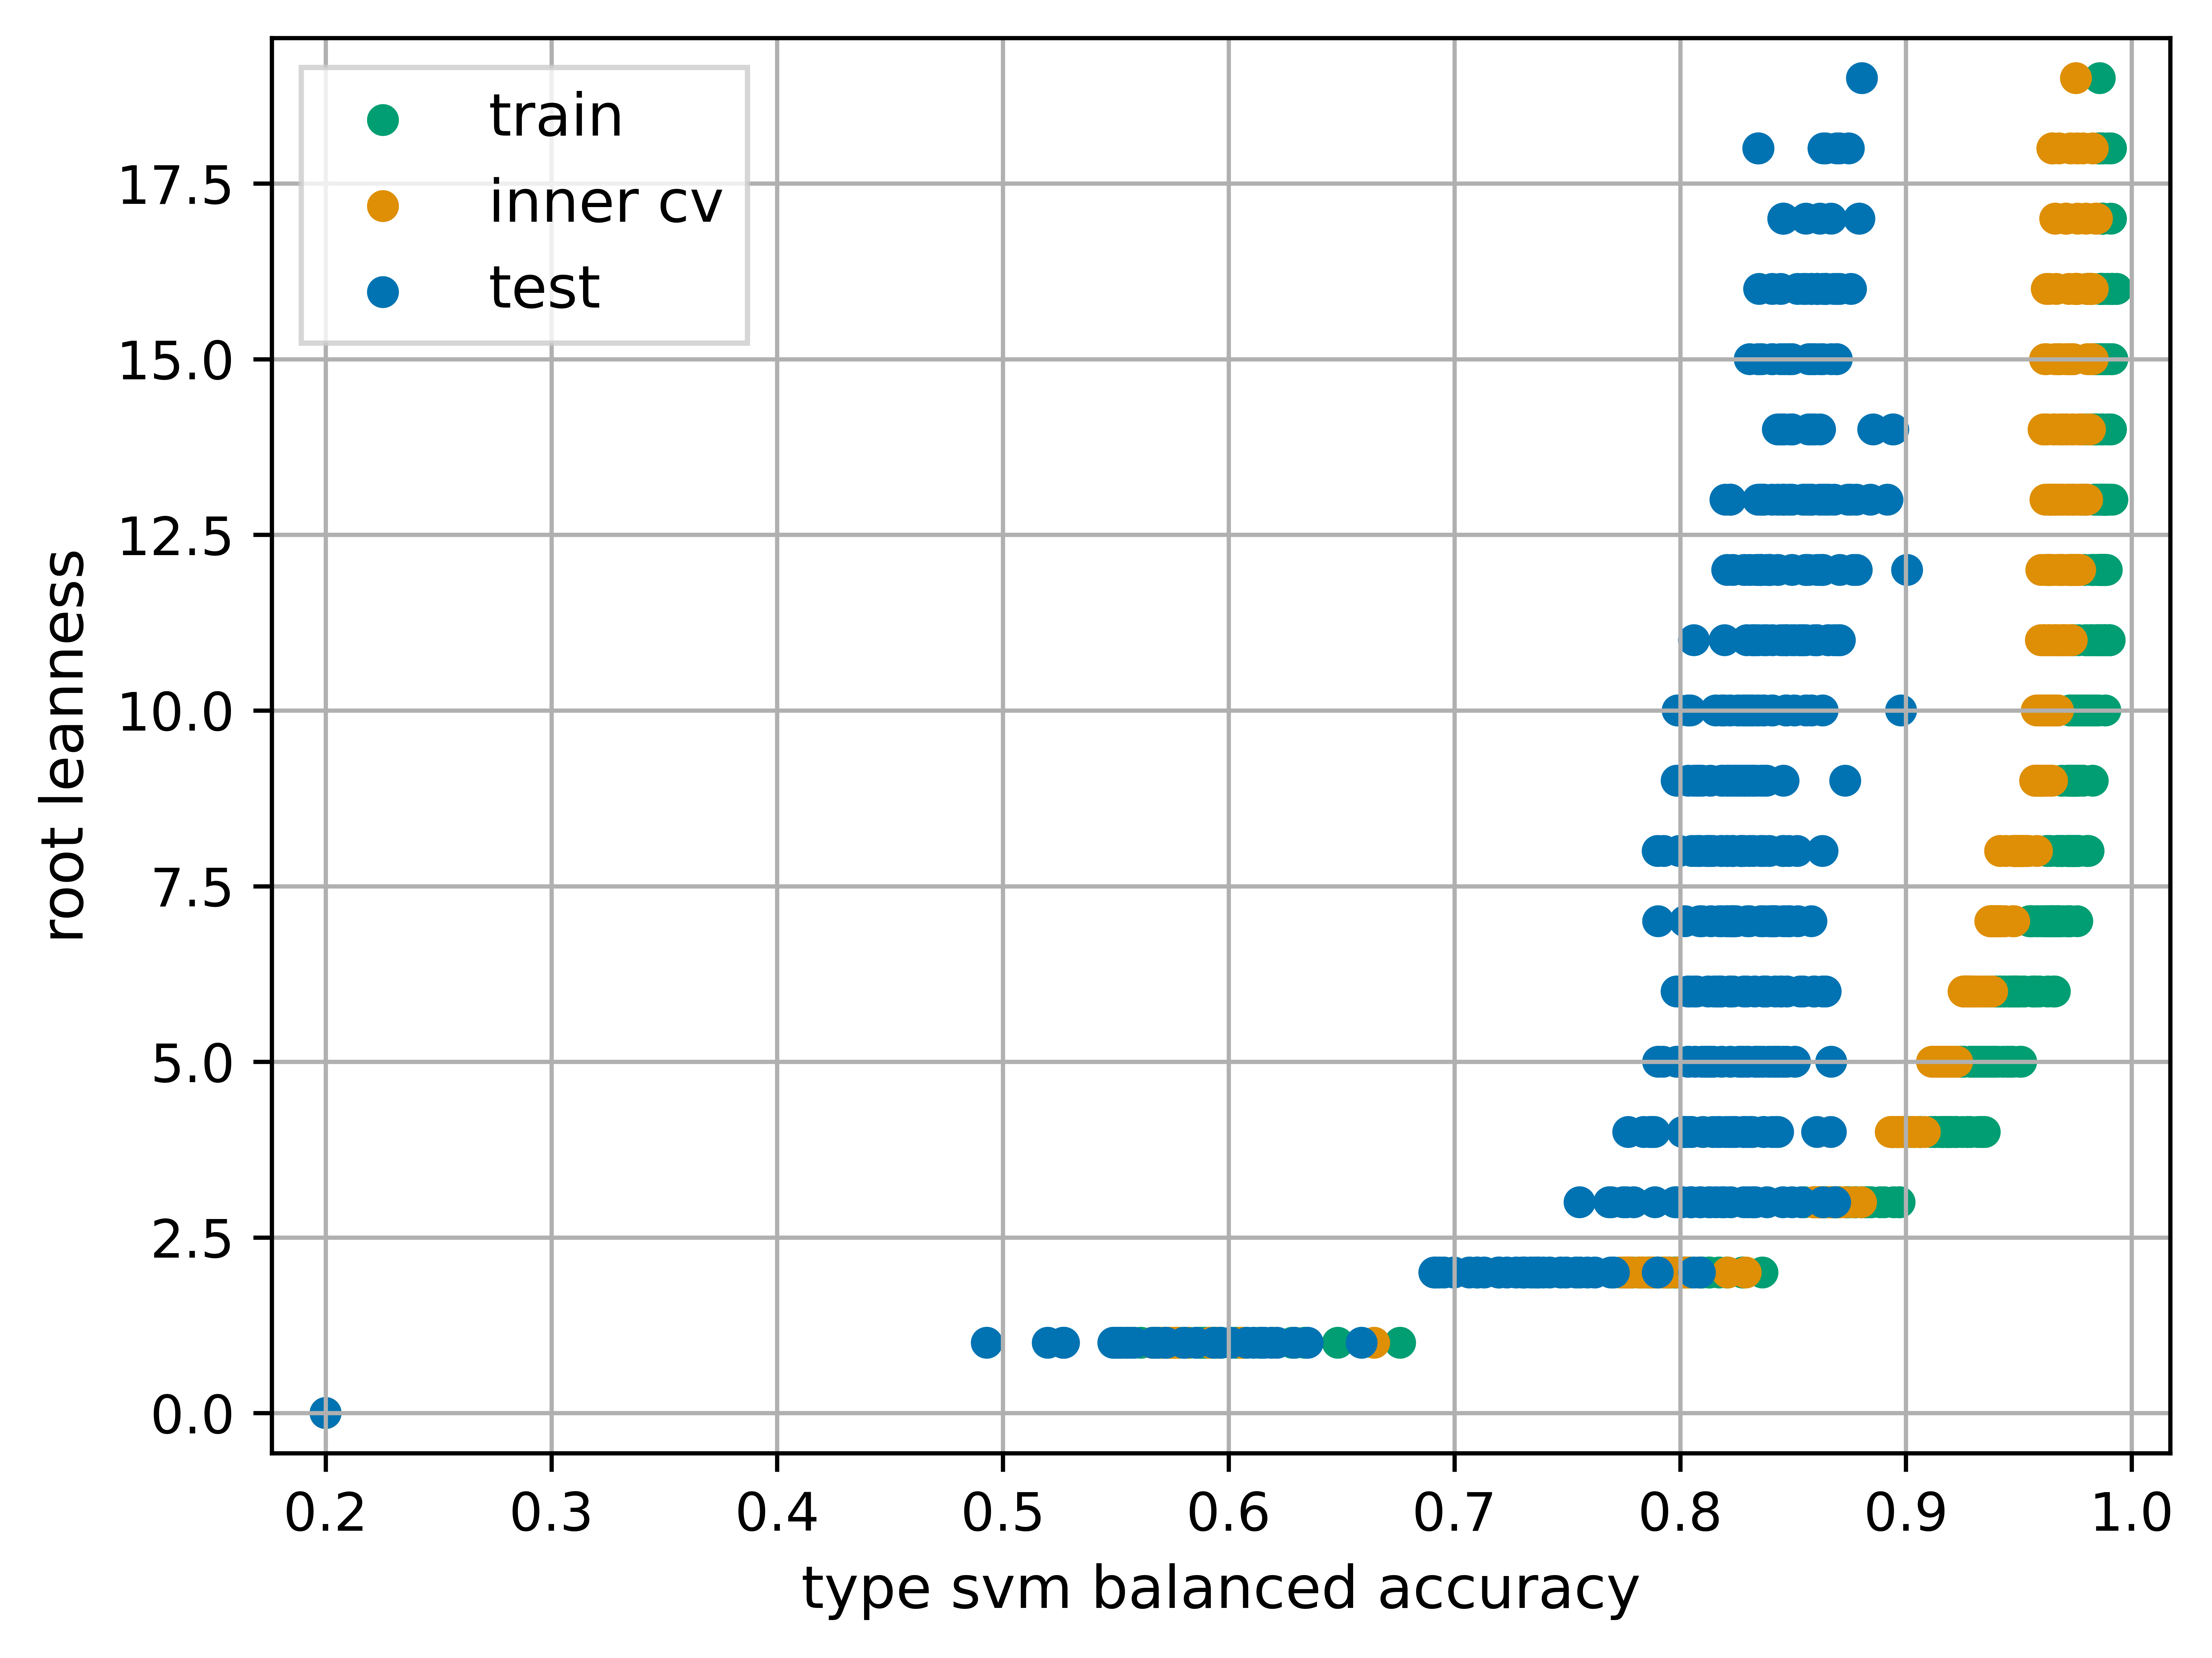 train
inner cv
test
17.5
15.0
12.5
10.0
7.5
5.0
2.5
0.0
root leanness
0.2 0.3 0.4 0.5 0.6 0.7 0.8 0.9 1.0
type svm balanced accuracy